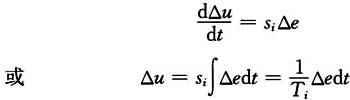 dΔu/dt = s_i Δe
或 Δu = s_i∫Δedt = 1/T_i Δedt